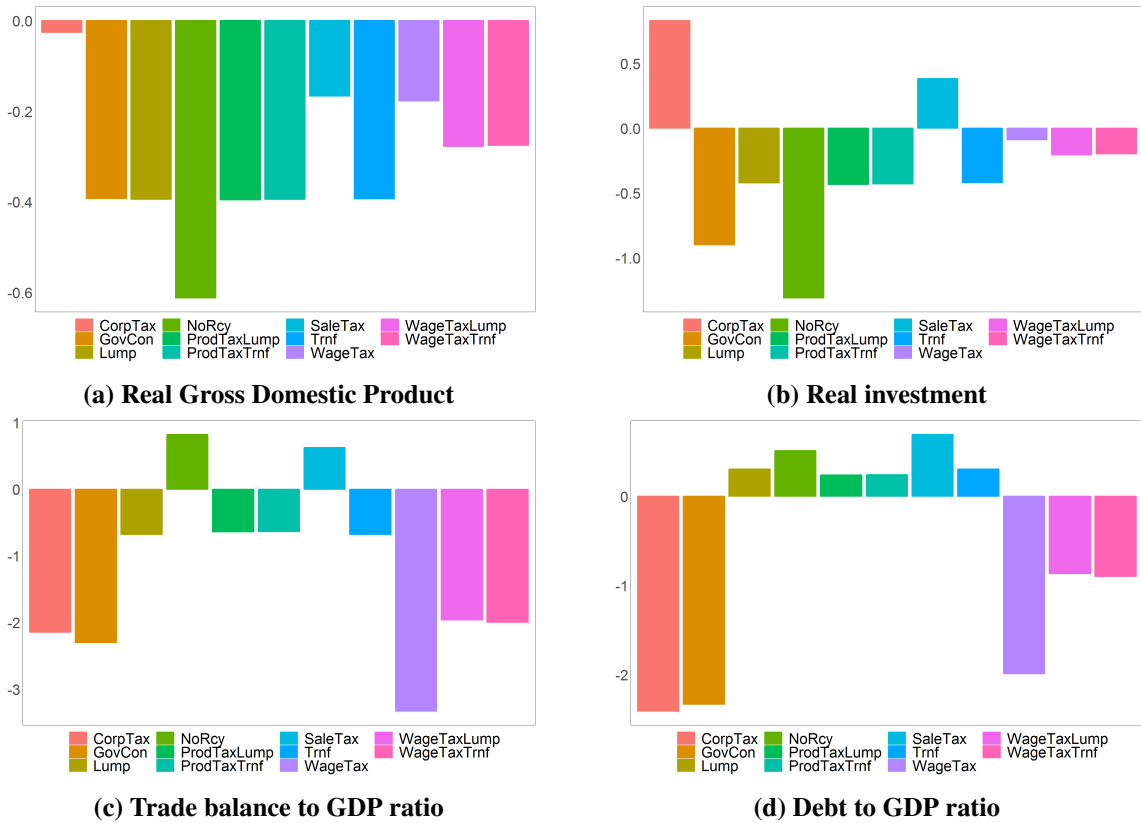 0.0
-0.2
-0.4
-0.6
CorpTax NoRcy SaleTax WageTaxLump
GovCon ProdTaxLump Trnf WageTaxTrnf
Lump ProdTaxTrnf WageTax
(a) Real Gross Domestic Product
0.5
0.0
-0.5
-1.0
CorpTax NoRcy SaleTax WageTaxLump
GovCon ProdTaxLump Trnf WageTaxTrnf
Lump ProdTaxTrnf WageTax
(b) Real investment
1
0
-1
-2
-3
CorpTax NoRcy SaleTax WageTaxLump
GovCon ProdTaxLump Trnf WageTaxTrnf
Lump ProdTaxTrnf WageTax
(c) Trade balance to GDP ratio
0
-1
-2
CorpTax NoRcy SaleTax WageTaxLump
GovCon ProdTaxLump Trnf WageTaxTrnf
Lump ProdTaxTrnf WageTax
(d) Debt to GDP ratio